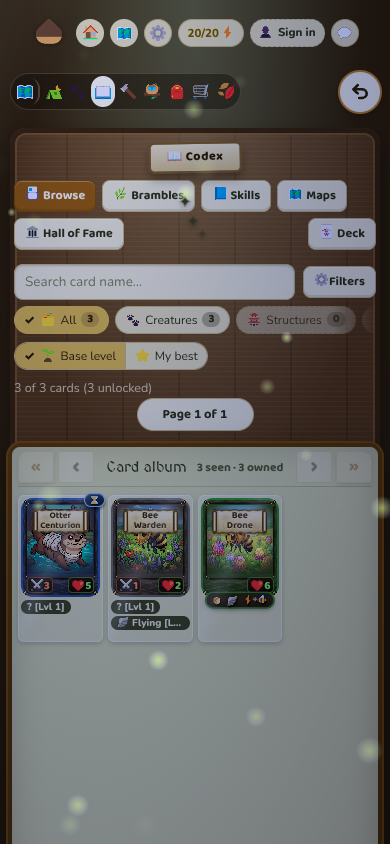 20/20
Sign in
Codex
Browse
Brambles
Skills
Maps
Hall of Fame
Deck
Search card name...
Filters
All 3
Creatures 3
Structures 0
Base level
My best
3 of 3 cards (3 unlocked)
Page 1 of 1
« ‹ Card album 3 seen · 3 owned › »
Otter Centurion
3 5
? [Lvl 1]
Bee Warden
1 2
? [Lvl 1]
Flying [L...
Bee Drone
6